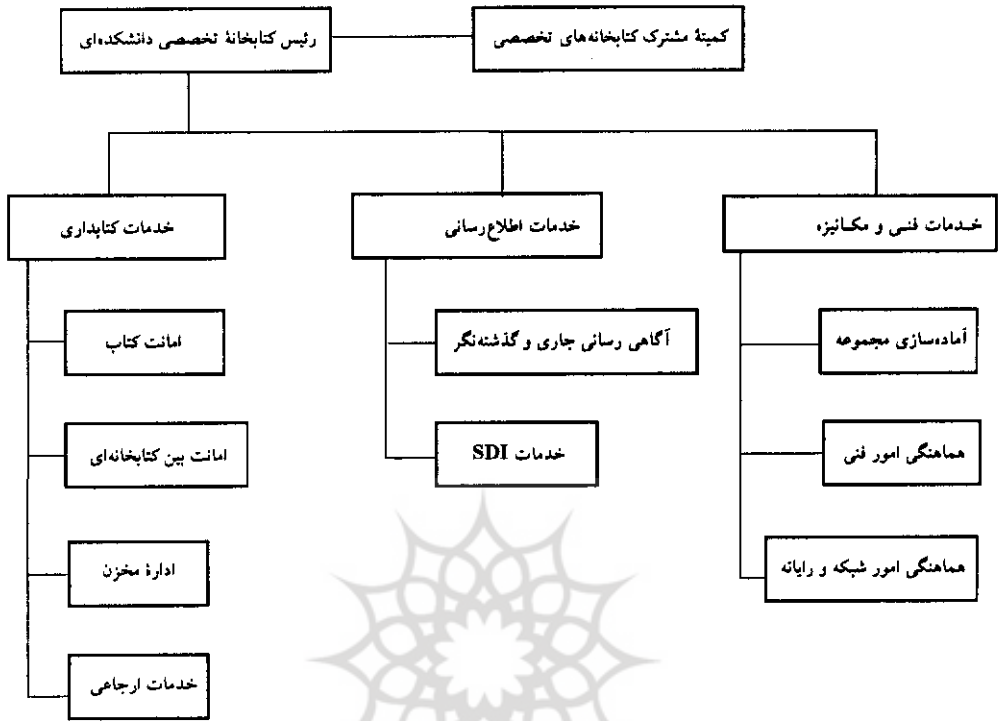 کمیتهٔ مشترک کتابخانه‌های تخصصی
رئیس کتابخانهٔ تخصصی دانشکده‌ای
خدمات فنی و مکانیزه
آماده‌سازی مجموعه
هماهنگی امور فنی
هماهنگی امور شبکه و رایانه
خدمات اطلاع‌رسانی
آگاهی رسانی جاری و گذشته‌نگر
خدمات SDI
خدمات کتابداری
امانت کتاب
امانت بین کتابخانه‌ای
ادارهٔ مخزن
خدمات ارجاعی